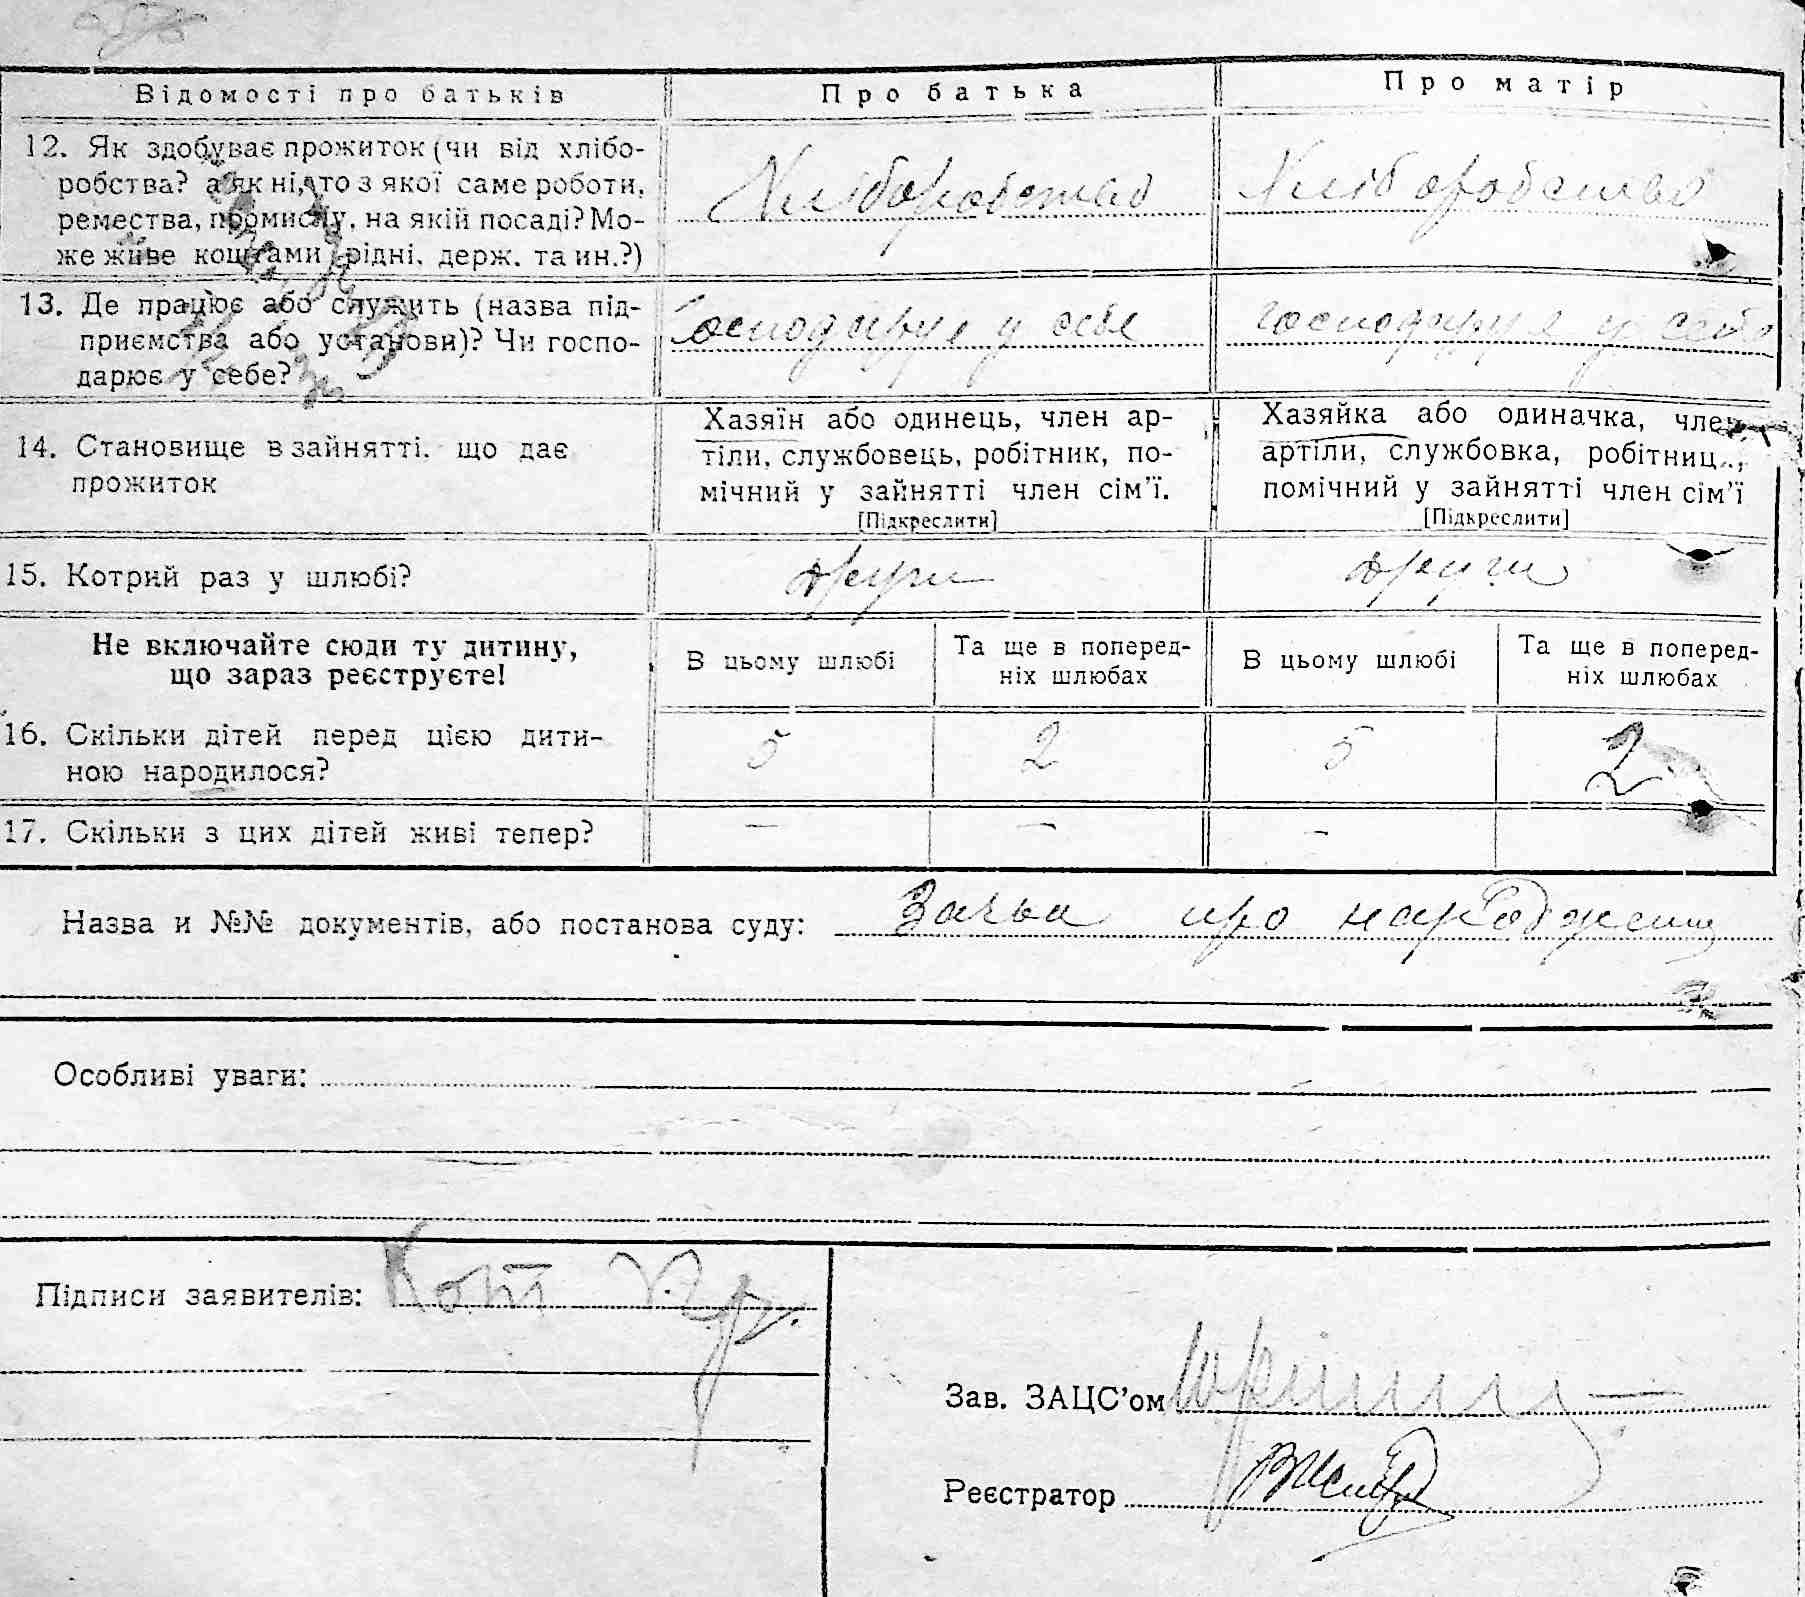 Відомості про батьків
Про батька
Про матір
12. Як здобуває прожиток (чи від хлібо-
робства? а як ні, то з якої саме роботи,
ремества, промислу, на якій посаді? Мо-
же живе коштами рідні, держ. та ин.?)
Хліборобство
Хліборобство
13. Де працює або служить (назва під-
приємства або установи)? Чи госпо-
дарює у себе?
Господарує у себе
господарує у себе
14. Становище в зайнятті, що дає
прожиток
Хазяїн або одинець, член ар-
тіли, службовець, робітник, по-
мічний у зайнятті член сім'ї.
[Підкреслити]
Хазяйка або одиначка, член
артіли, службовка, робітниц.,
помічний у зайнятті член сім'ї
[Підкреслити]
15. Котрий раз у шлюбі?
други
други
Не включайте сюди ту дитину,
що зараз реєструєте!
В цьому шлюбі
Та ще в поперед-
ніх шлюбах
В цьому шлюбі
Та ще в поперед-
ніх шлюбах
16. Скільки дітей перед цією дити-
ною народилося?
5
2
5
2
17. Скільки з цих дітей живі тепер?
—
—
—
Назва и №№ документів, або постанова суду: про народження
Особливі уваги:
Підписи заявителів: Кот
Зав. ЗАЦС'ом
Реєстратор